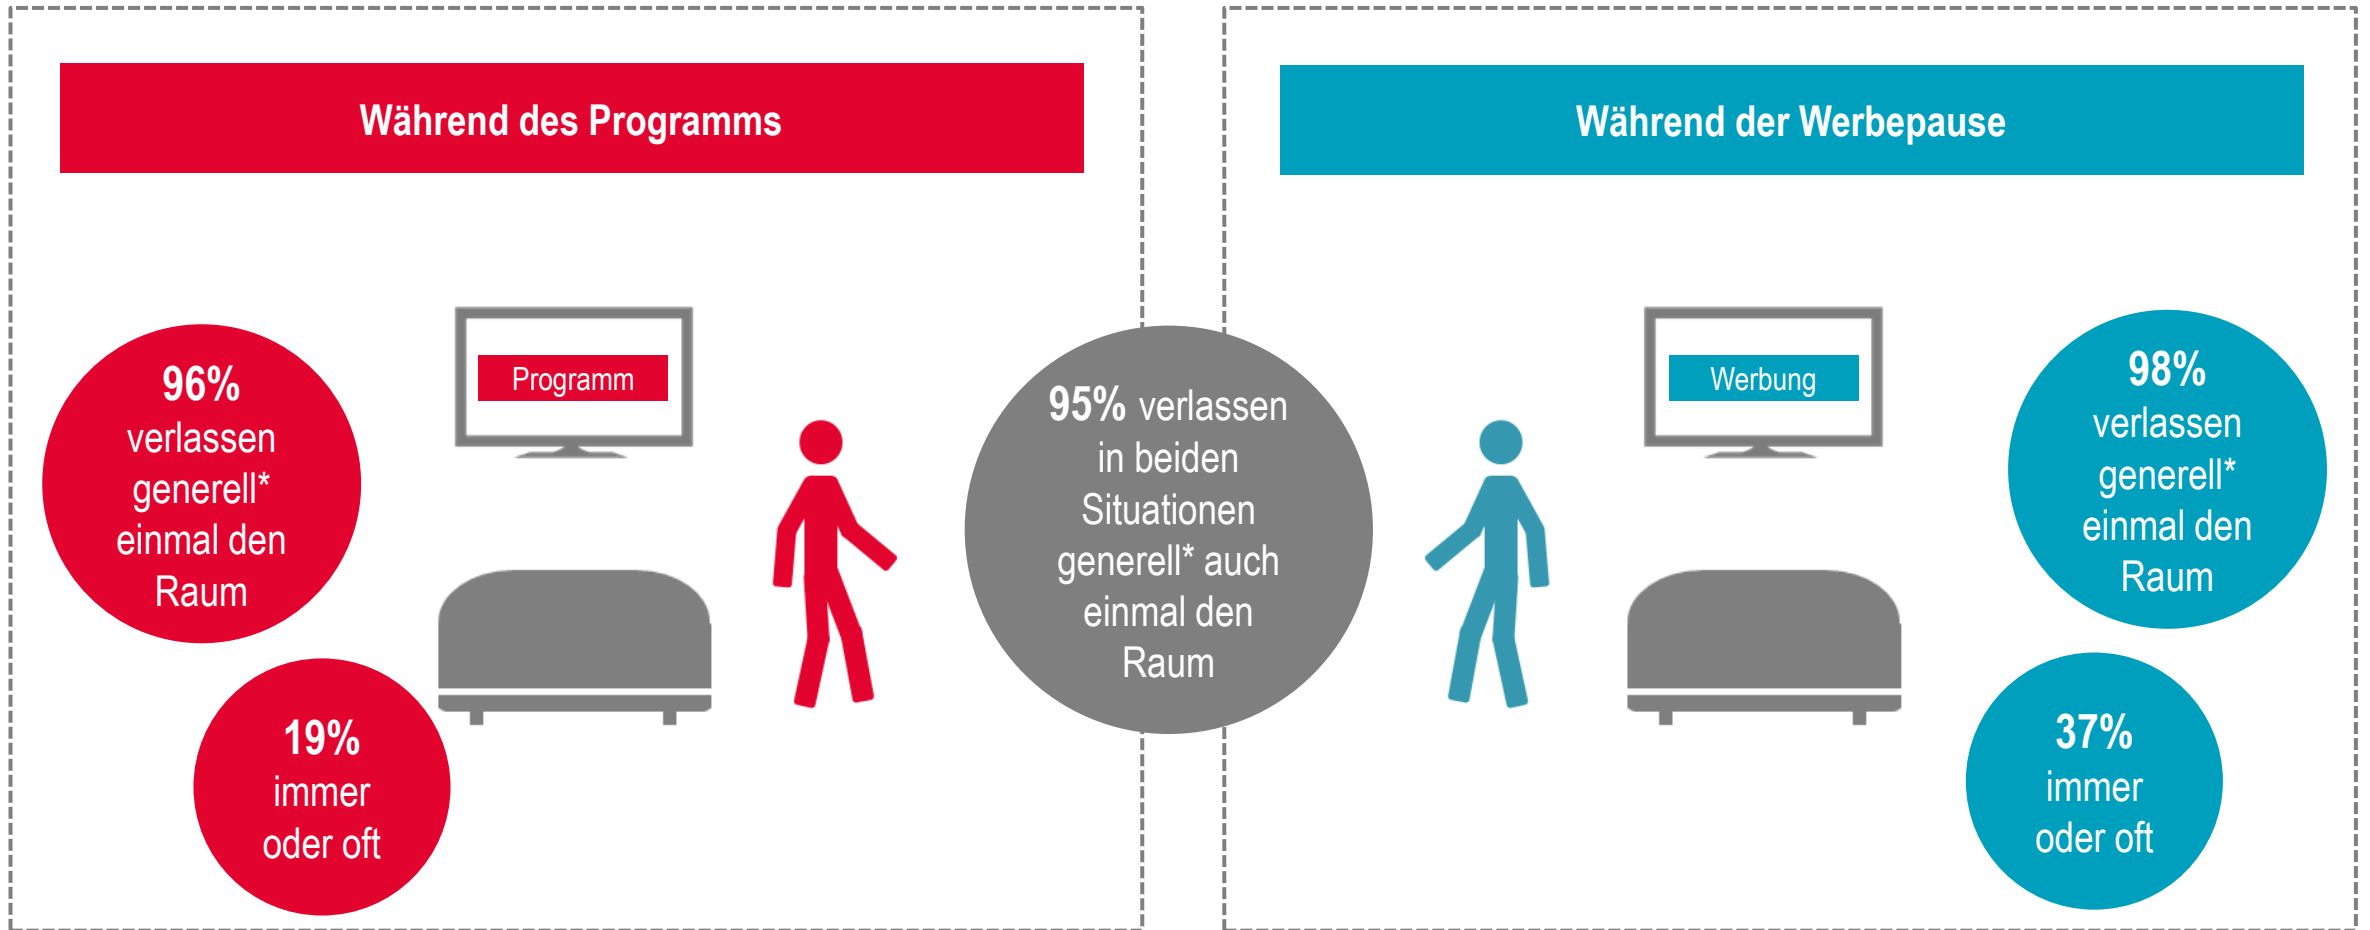 Während des Programms
Programm
96%
verlassen
generell*
einmal den
Raum
19%
immer
oder oft
95% verlassen
in beiden
Situationen
generell* auch
einmal den
Raum
Während der Werbepause
Werbung
98%
verlassen
generell*
einmal den
Raum
37%
immer
oder oft